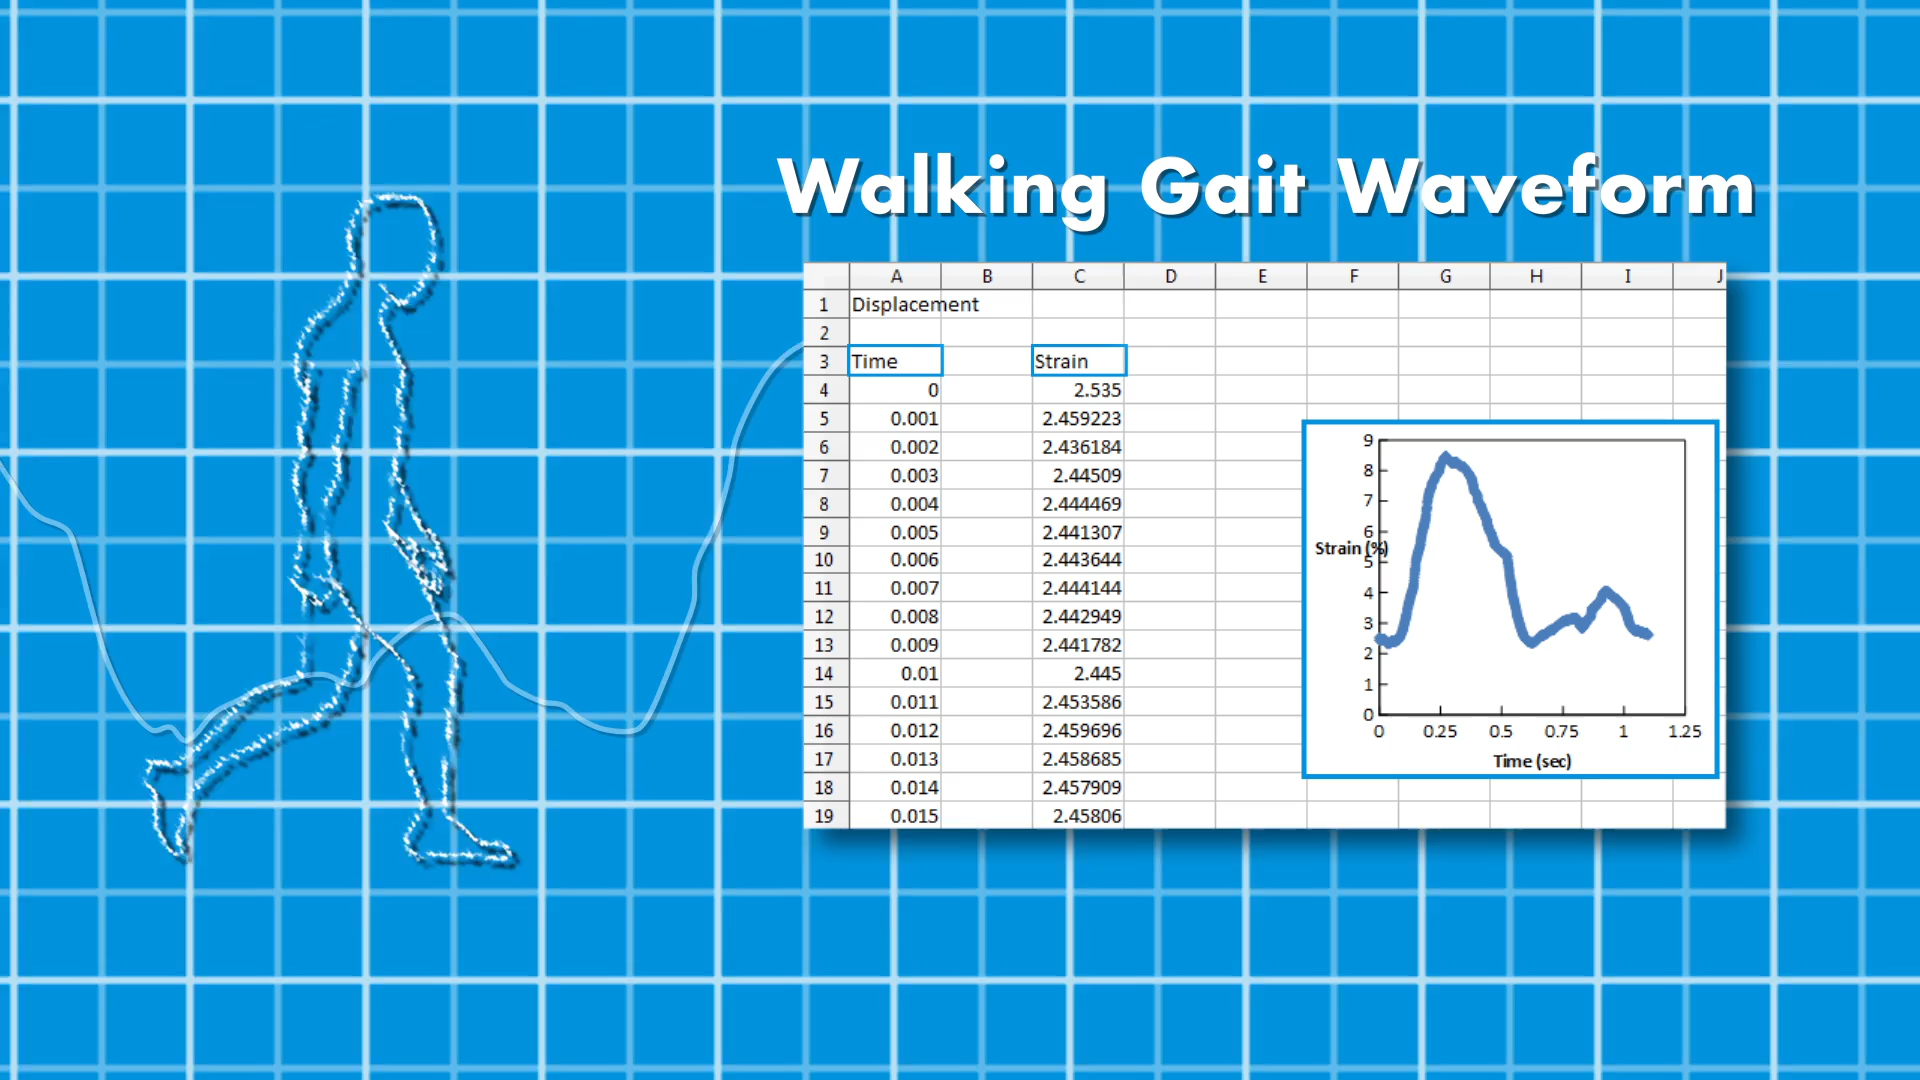 Walking Gait Waveform
A B C D E F G H I J
1 Displacement
2
3 Time Strain
4 0 2.535
5 0.001 2.459223
6 0.002 2.436184
7 0.003 2.44509
8 0.004 2.444469
9 0.005 2.441307
10 0.006 2.443644
11 0.007 2.444144
12 0.008 2.442949
13 0.009 2.441782
14 0.01 2.445
15 0.011 2.453586
16 0.012 2.459696
17 0.013 2.458685
18 0.014 2.457909
19 0.015 2.45806
9
8
7
6
Strain (%)
5
4
3
2
1
0
0 0.25 0.5 0.75 1 1.25
Time (sec)